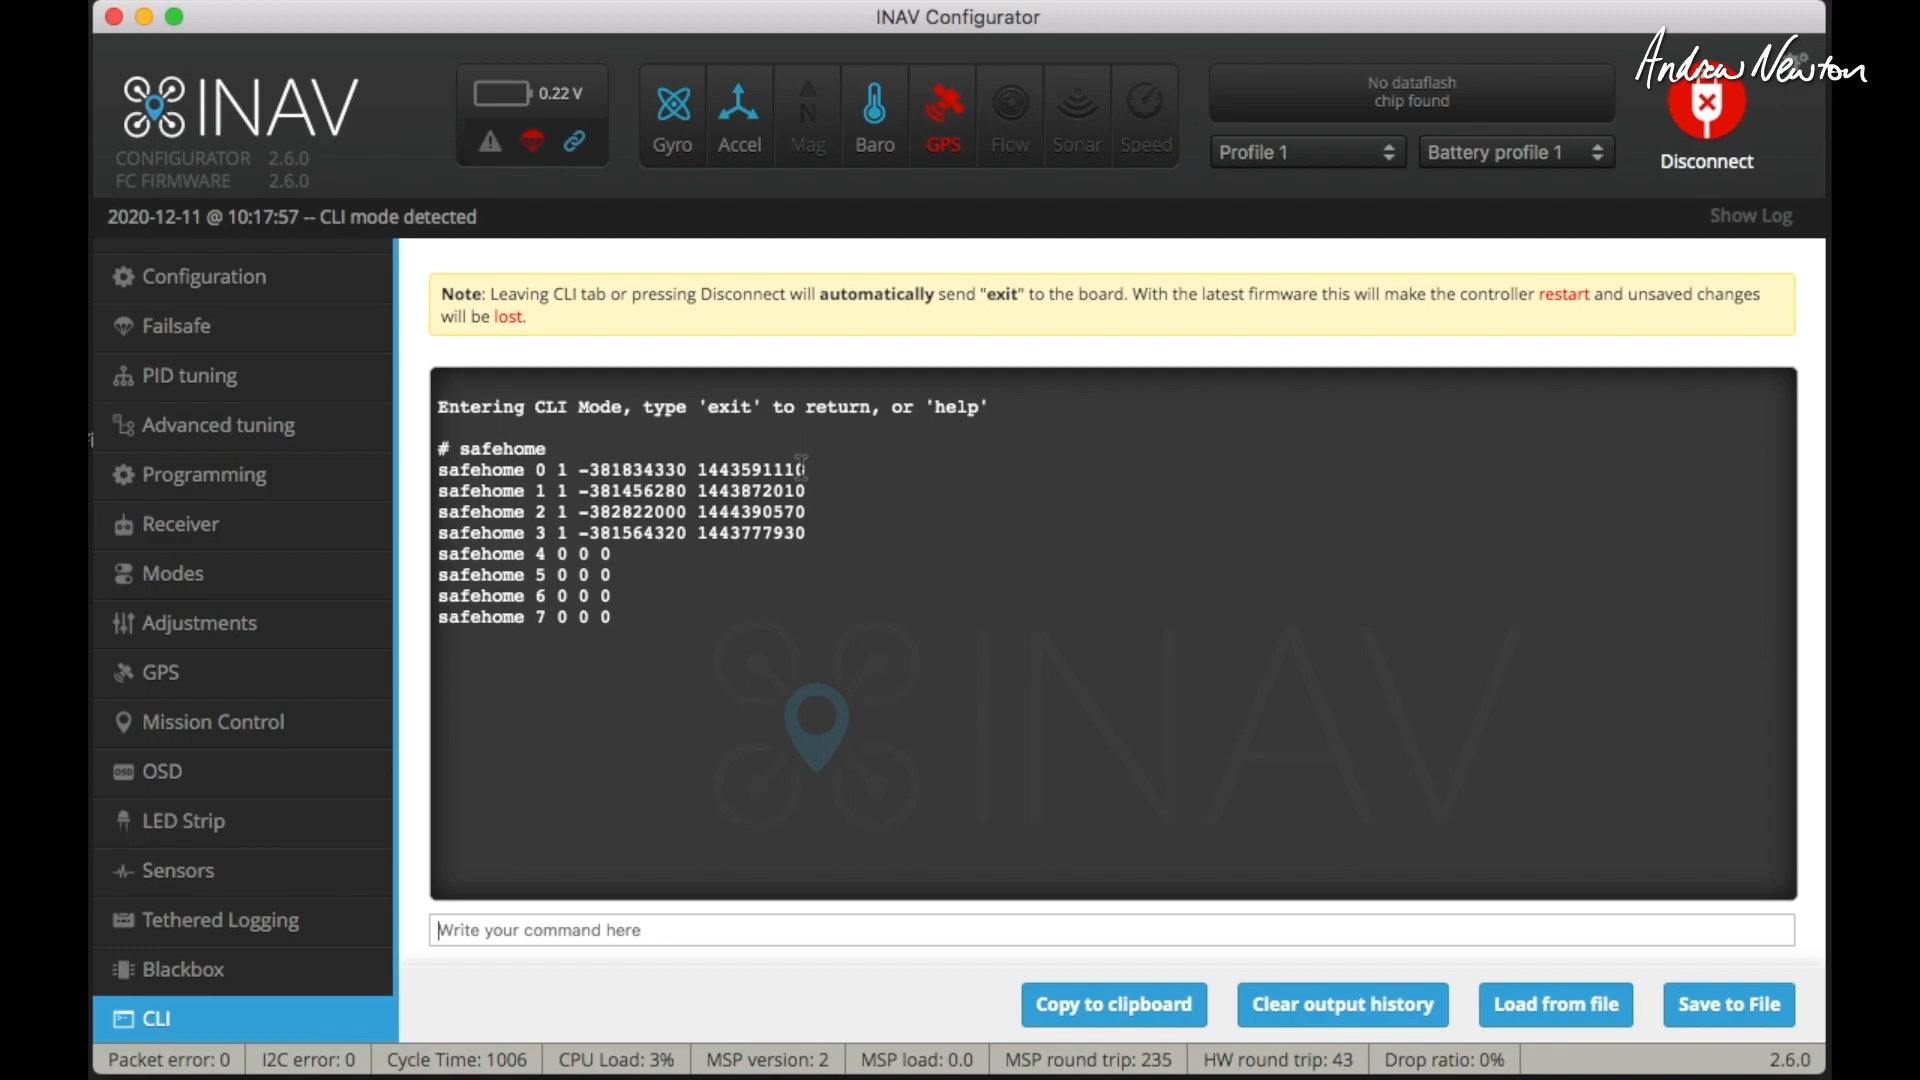 INAV Configurator
Andrew Newton
INAV
CONFIGURATOR 2.6.0
FC FIRMWARE 2.6.0
0.22 V
Gyro Accel Mag Baro GPS Flow Sonar Speed
No dataflash
chip found
Profile 1 Battery profile 1
Disconnect
2020-12-11 @ 10:17:57 -- CLI mode detected
Show Log
Configuration
Failsafe
PID tuning
Advanced tuning
Programming
Receiver
Modes
Adjustments
GPS
Mission Control
OSD
LED Strip
Sensors
Tethered Logging
Blackbox
CLI
Note: Leaving CLI tab or pressing Disconnect will automatically send "exit" to the board. With the latest firmware this will make the controller restart and unsaved changes
will be lost.
Entering CLI Mode, type 'exit' to return, or 'help'
# safehome
safehome 0 1 -381834330 1443591110
safehome 1 1 -381456280 1443872010
safehome 2 1 -382822000 1444390570
safehome 3 1 -381564320 1443777930
safehome 4 0 0 0
safehome 5 0 0 0
safehome 6 0 0 0
safehome 7 0 0 0
INAV
Write your command here
Copy to clipboard Clear output history Load from file Save to File
Packet error: 0 I2C error: 0 Cycle Time: 1006 CPU Load: 3% MSP version: 2 MSP load: 0.0 MSP round trip: 235 HW round trip: 43 Drop ratio: 0% 2.6.0